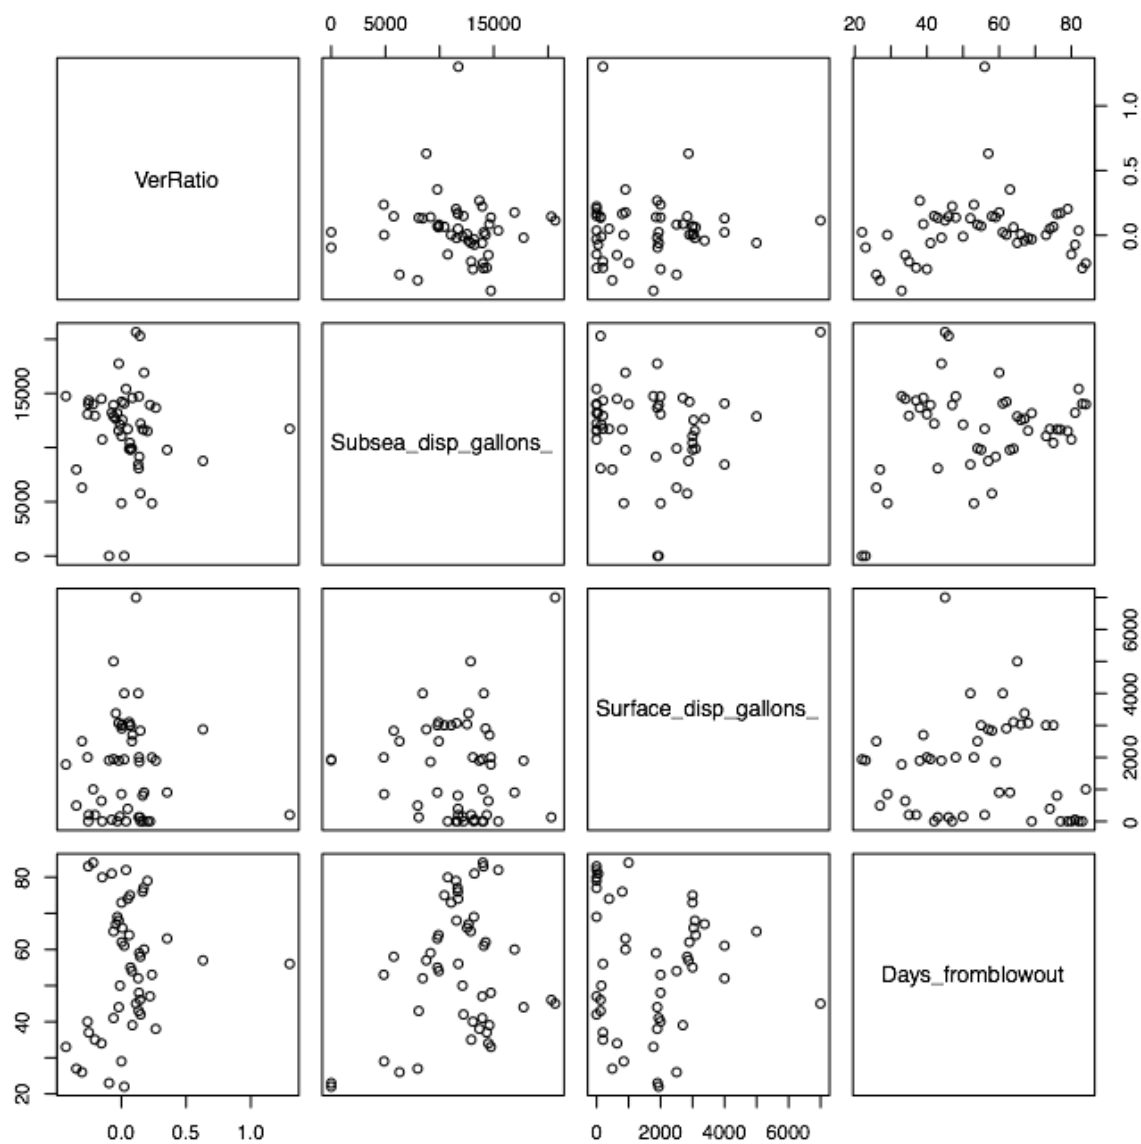 0 5000 15000 20 40 60 80
VerRatio
0.0 0.5 1.0
0 5000 15000
Subsea_disp_gallons_
Surface_disp_gallons_
0 2000 4000 6000
20 40 60 80
Days_fromblowout
0.0 0.5 1.0 0 2000 4000 6000